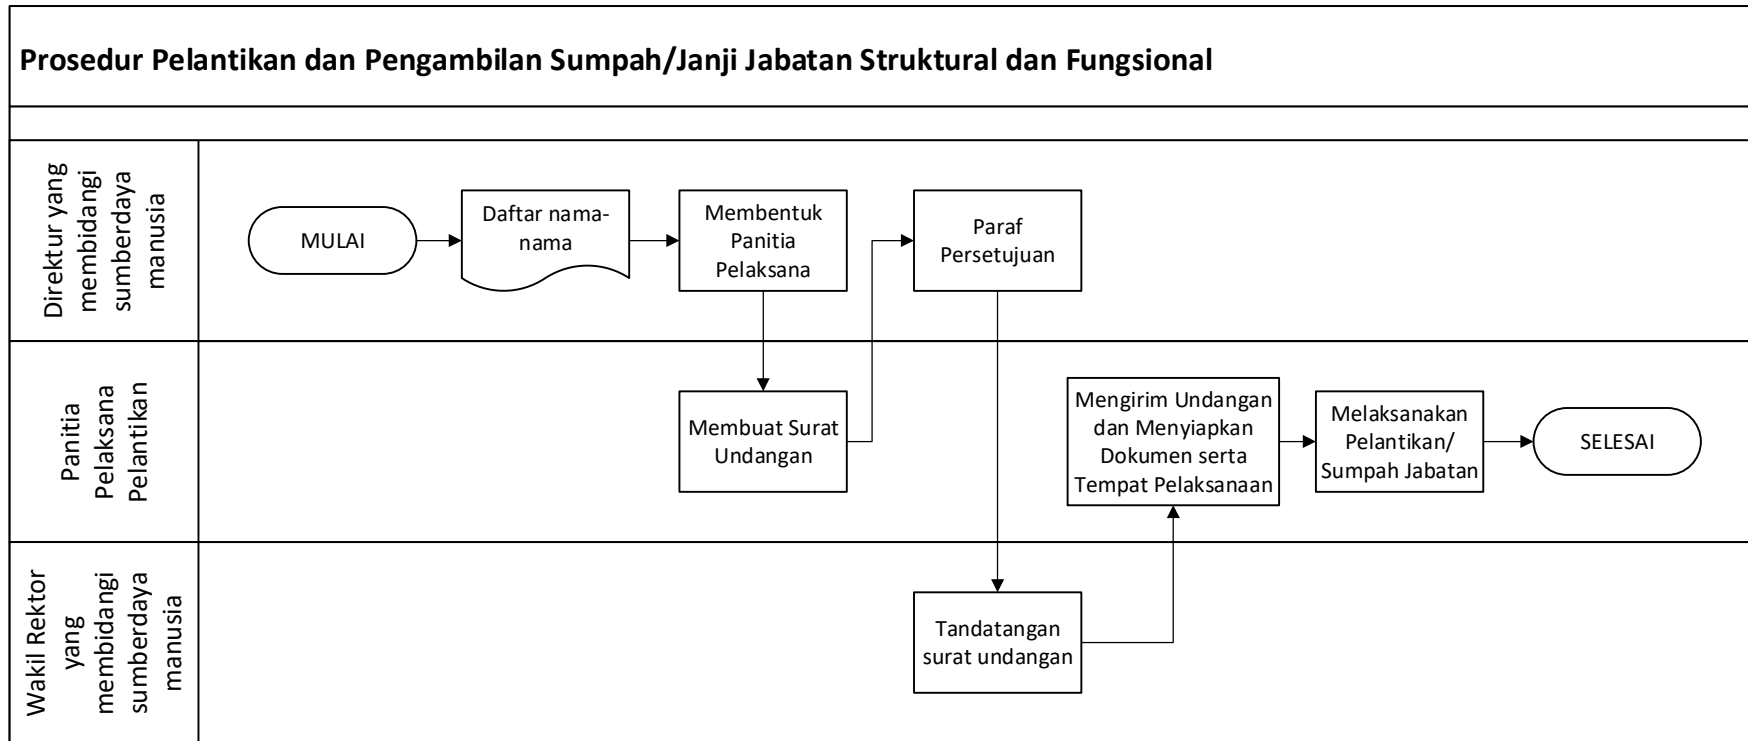 Prosedur Pelantikan dan Pengambilan Sumpah/Janji Jabatan Struktural dan Fungsional
Direktur yang
membidangi
sumberdaya
manusia
MULAI
Daftar nama-
nama
Membentuk
Panitia
Pelaksana
Paraf
Persetujuan
Panitia
Pelaksana
Pelantikan
Membuat Surat
Undangan
Mengirim Undangan
dan Menyiapkan
Dokumen serta
Tempat Pelaksanaan
Melaksanakan
Pelantikan/
Sumpah Jabatan
SELESAI
Wakil Rektor
yang
membidangi
sumberdaya
manusia
Tandatangan
surat undangan